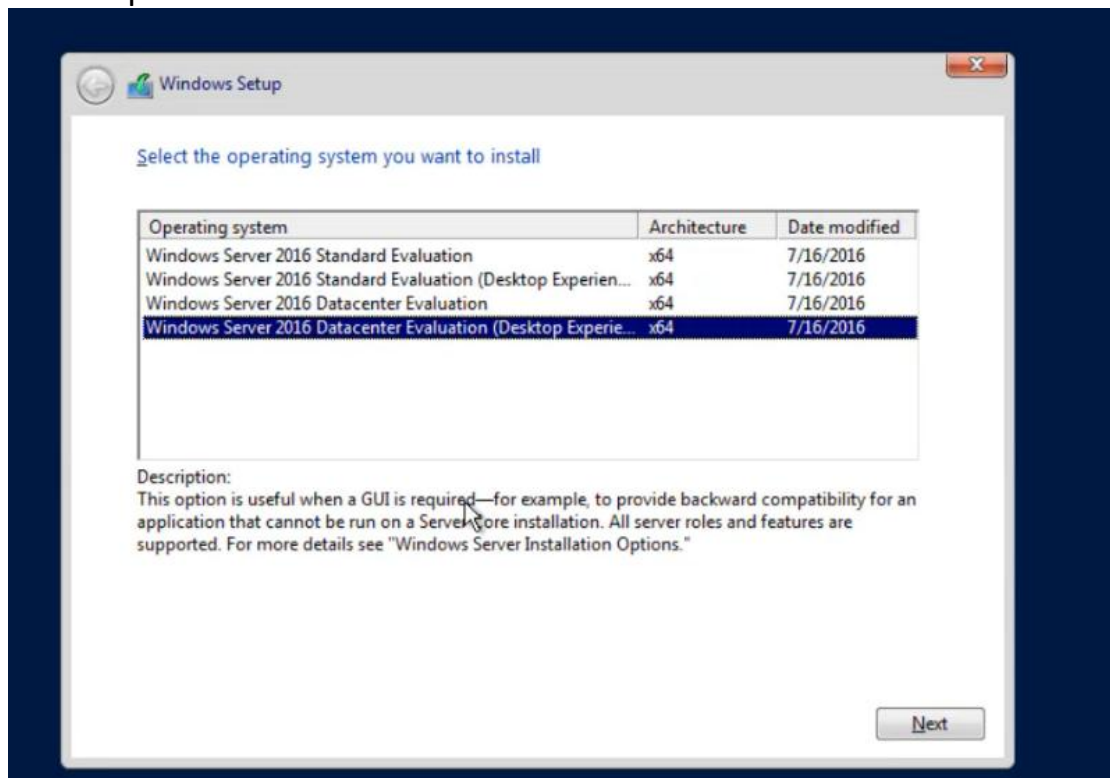 Windows Setup
Select the operating system you want to install
Operating system Architecture Date modified
Windows Server 2016 Standard Evaluation x64 7/16/2016
Windows Server 2016 Standard Evaluation (Desktop Experien... x64 7/16/2016
Windows Server 2016 Datacenter Evaluation x64 7/16/2016
Windows Server 2016 Datacenter Evaluation (Desktop Experie... x64 7/16/2016
Description:
This option is useful when a GUI is required—for example, to provide backward compatibility for an
application that cannot be run on a Server Core installation. All server roles and features are
supported. For more details see "Windows Server Installation Options."
Next